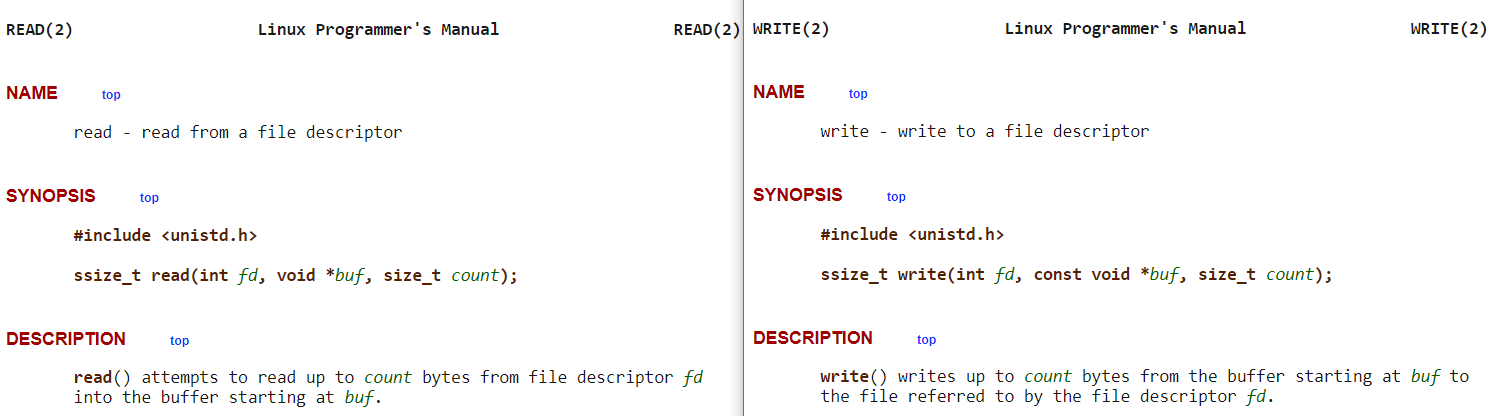 READ(2) Linux Programmer's Manual READ(2)
NAME top
read - read from a file descriptor
SYNOPSIS top
#include <unistd.h>
ssize_t read(int fd, void *buf, size_t count);
DESCRIPTION top
read() attempts to read up to count bytes from file descriptor fd
into the buffer starting at buf.
WRITE(2) Linux Programmer's Manual WRITE(2)
NAME top
write - write to a file descriptor
SYNOPSIS top
#include <unistd.h>
ssize_t write(int fd, const void *buf, size_t count);
DESCRIPTION top
write() writes up to count bytes from the buffer starting at buf to
the file referred to by the file descriptor fd.